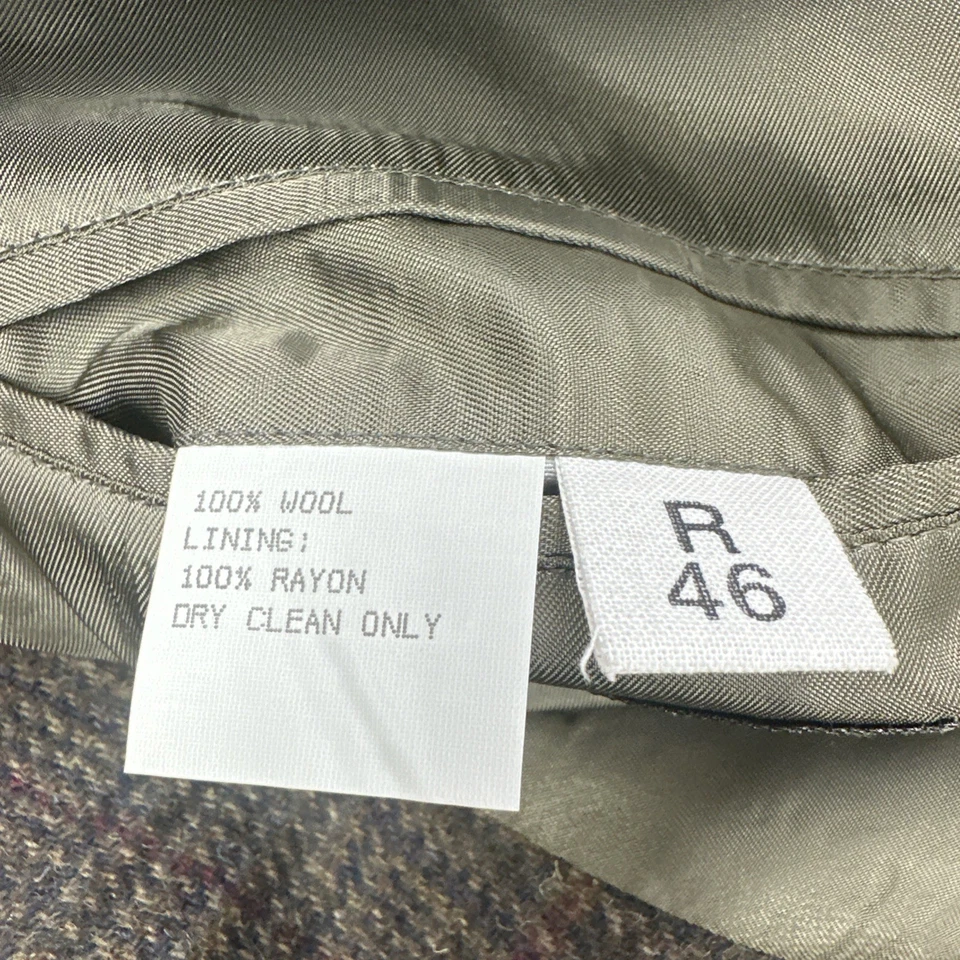 100% WOOL
LINING:
100% RAYON
DRY CLEAN ONLY
R
46